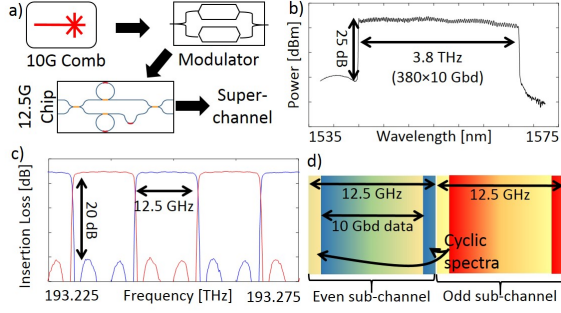 a)
10G Comb
Modulator
12.5G
Chip
Super-
channel
b)
Power [dBm]
25 dB
3.8 THz
(380×10 Gbd)
1535
Wavelength [nm]
1575
c)
Insertion Loss [dB]
20 dB
12.5 GHz
193.225
Frequency [THz]
193.275
d)
12.5 GHz
12.5 GHz
10 Gbd data
Cyclic
spectra
Even sub-channel
Odd sub-channel